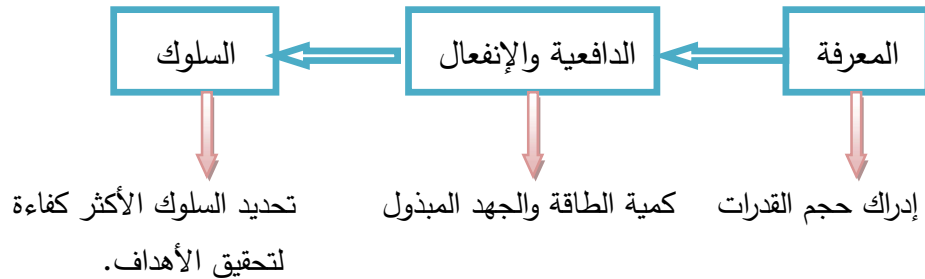 المعرفة
الدافعية والإنفعال
السلوك
إدراك حجم القدرات
كمية الطاقة والجهد المبذول
تحديد السلوك الأكثر كفاءة
لتحقيق الأهداف.